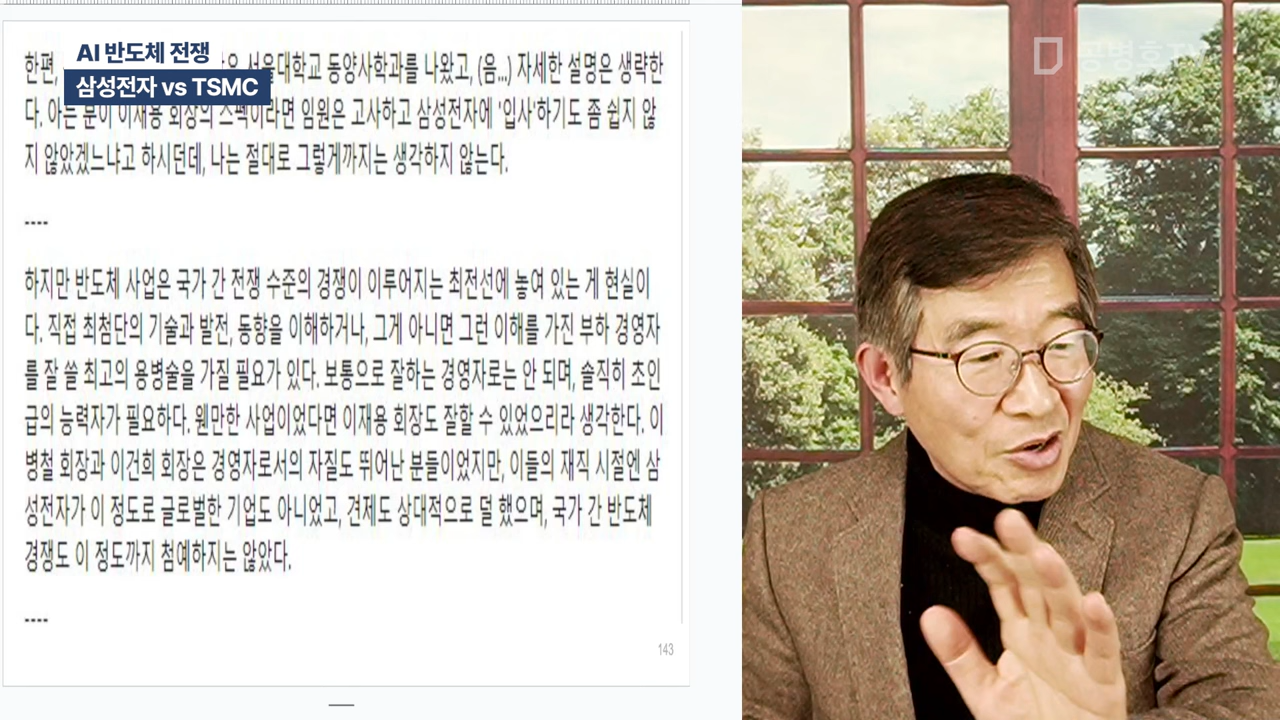 AI 반도체 전쟁
삼성전자 vs TSMC
한편, 서울대학교 동양사학과를 나왔고, (음...) 자세한 설명은 생략한
다. 아는 분이 이재용 회장의 스펙이라면 임원은 고사하고 삼성전자에 '입사'하기도 좀 쉽지 않
지 않았겠느냐고 하시던데, 나는 절대로 그렇게까지는 생각하지 않는다.
----
하지만 반도체 사업은 국가 간 전쟁 수준의 경쟁이 이루어지는 최전선에 놓여 있는 게 현실이
다. 직접 최첨단의 기술과 발전, 동향을 이해하거나, 그게 아니면 그런 이해를 가진 부하 경영자
를 잘 쓸 최고의 용병술을 가질 필요가 있다. 보통으로 잘하는 경영자로는 안 되며, 솔직히 초인
급의 능력자가 필요하다. 웬만한 사업이었다면 이재용 회장도 잘할 수 있었으리라 생각한다. 이
병철 회장과 이건희 회장은 경영자로서의 자질도 뛰어난 분들이었지만, 이들의 재직 시절엔 삼
성전자가 이 정도로 글로벌한 기업도 아니었고, 견제도 상대적으로 덜 했으며, 국가 간 반도체
경쟁도 이 정도까지 첨예하지는 않았다.
----
143
공병호TV